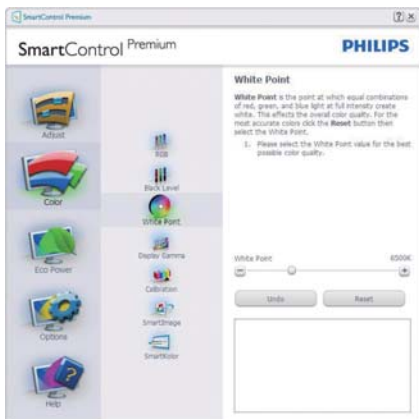 SmartControl Premium
SmartControl Premium
PHILIPS
Adjust
Color
Eco Power
Options
Help
RGB
Black Level
White Point
Display Gamma
Calibration
SmartImage
SmartKolor
White Point
White Point is the point at which equal combinations
of red, green, and blue light at full intensity create
white. This effects the overall color quality. For the
most accurate colors click the Reset button then
select the White Point.
1. Please select the White Point value for the best
possible color quality.
White Point 6500K
Undo Reset